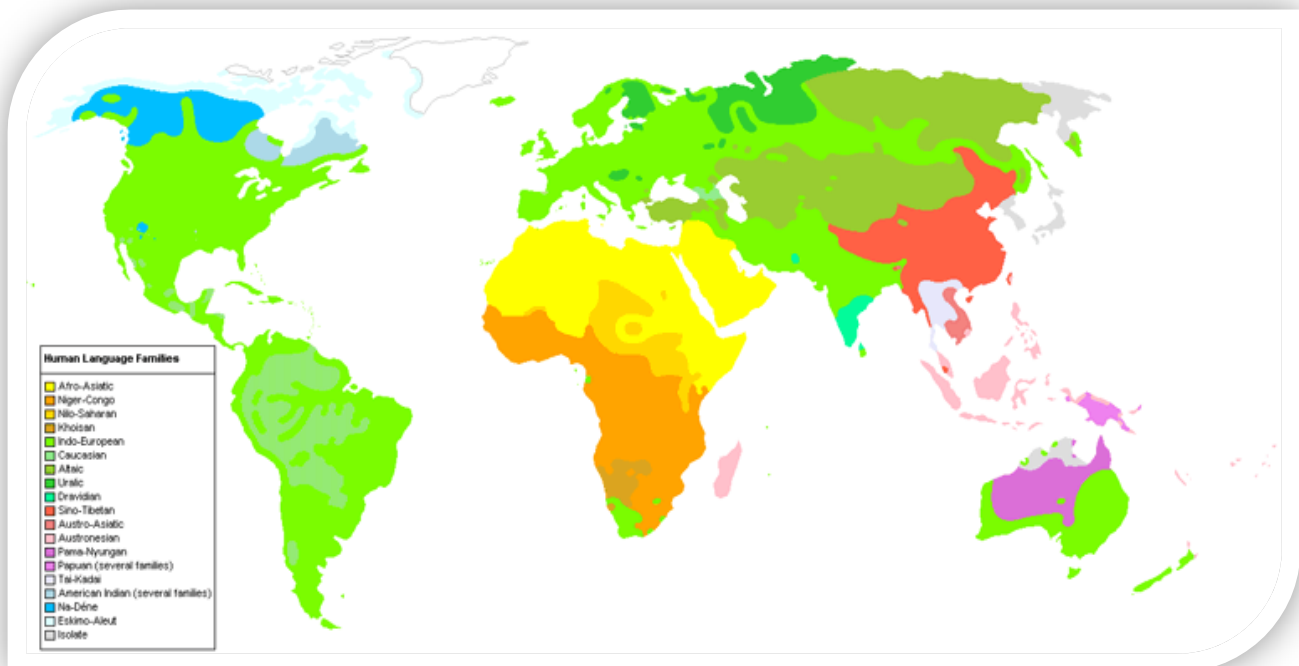 Human Language Families
Afro-Asiatic
Niger-Congo
Nilo-Saharan
Khoisan
Indo-European
Caucasian
Altaic
Uralic
Dravidian
Sino-Tibetan
Austro-Asiatic
Austronesian
Pama-Nyungan
Papuan (several families)
Tai-Kadai
American Indian (several families)
Na-Déne
Eskimo-Aleut
Isolate